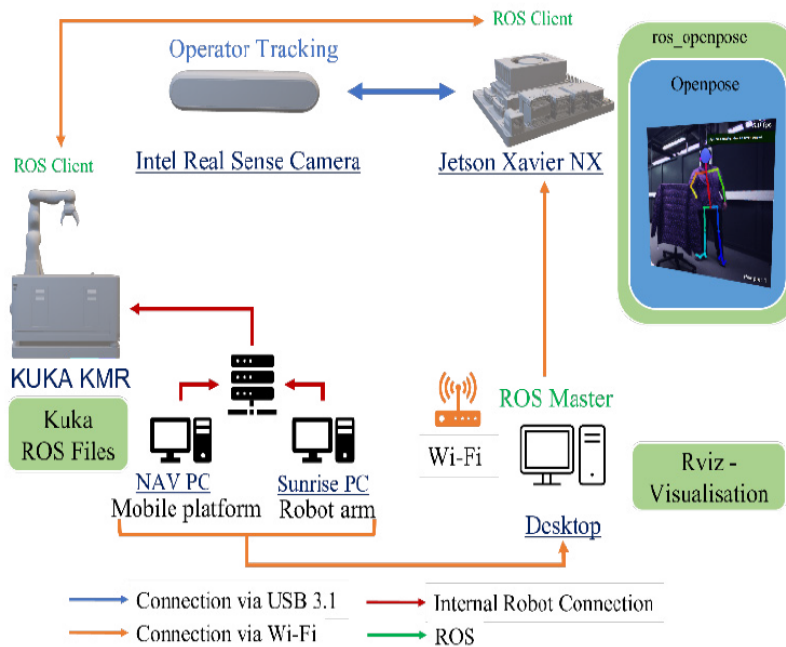 ROS Client
ros_openpose
Operator Tracking
Openpose
Intel Real Sense Camera
Jetson Xavier NX
ROS Client
KUKA KMR
Kuka
ROS Files
NAV PC
Mobile platform
Sunrise PC
Robot arm
Wi-Fi
ROS Master
Desktop
Rviz -
Visualisation
Connection via USB 3.1
Internal Robot Connection
Connection via Wi-Fi
ROS